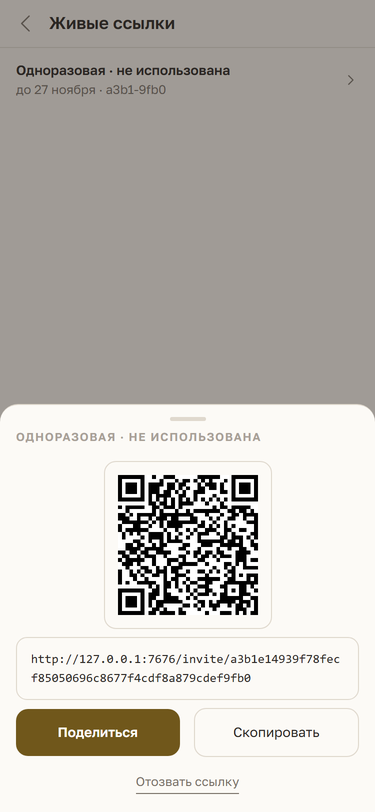 Живые ссылки
Одноразовая · не использована
до 27 ноября · a3b1-9fb0
ОДНОРАЗОВАЯ · НЕ ИСПОЛЬЗОВАНА
http://127.0.0.1:7676/invite/a3b1e14939f78fec
f85050696c8677f4cdf8a879cdef9fb0
Поделиться
Скопировать
Отозвать ссылку